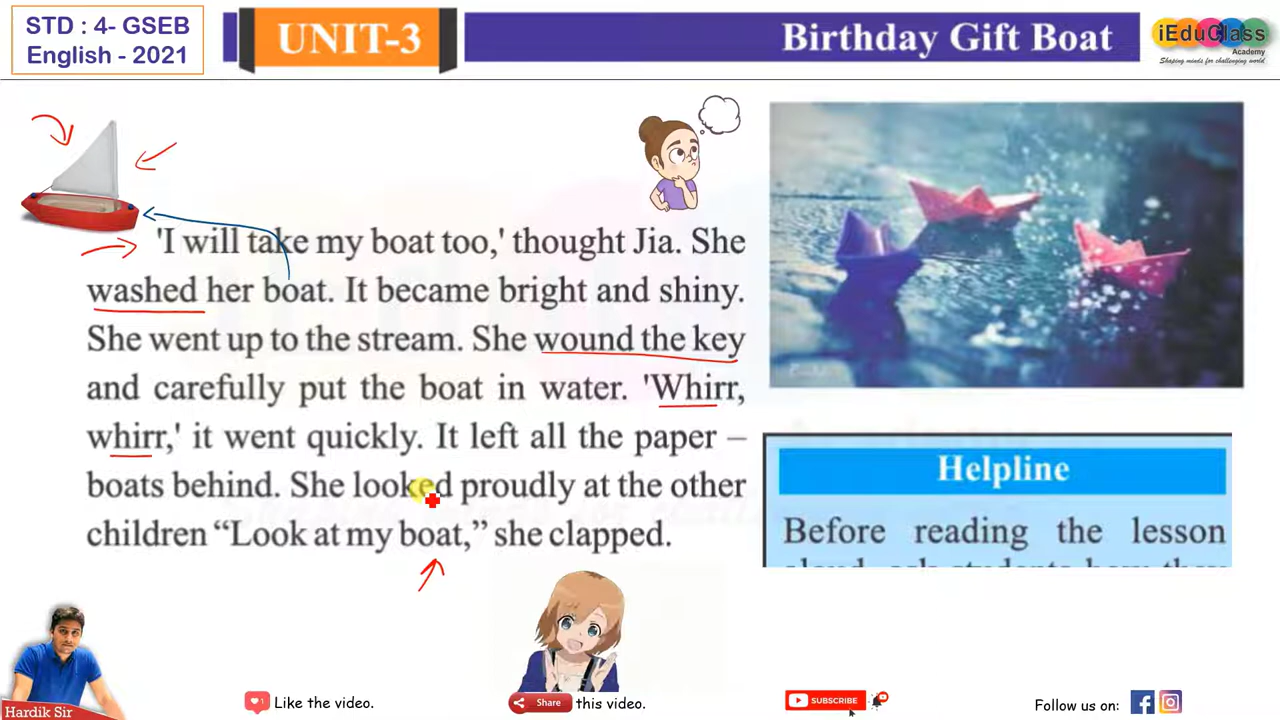 STD : 4- GSEB
English - 2021
UNIT-3
Birthday Gift Boat
iEduClass
Academy
Shaping minds for challenging world
'I will take my boat too,' thought Jia. She
washed her boat. It became bright and shiny.
She went up to the stream. She wound the key
and carefully put the boat in water. 'Whirr,
whirr,' it went quickly. It left all the paper –
boats behind. She looked proudly at the other
children “Look at my boat,” she clapped.
Helpline
Before reading the lesson
Hardik Sir
Like the video.
Share this video.
SUBSCRIBE
Follow us on: